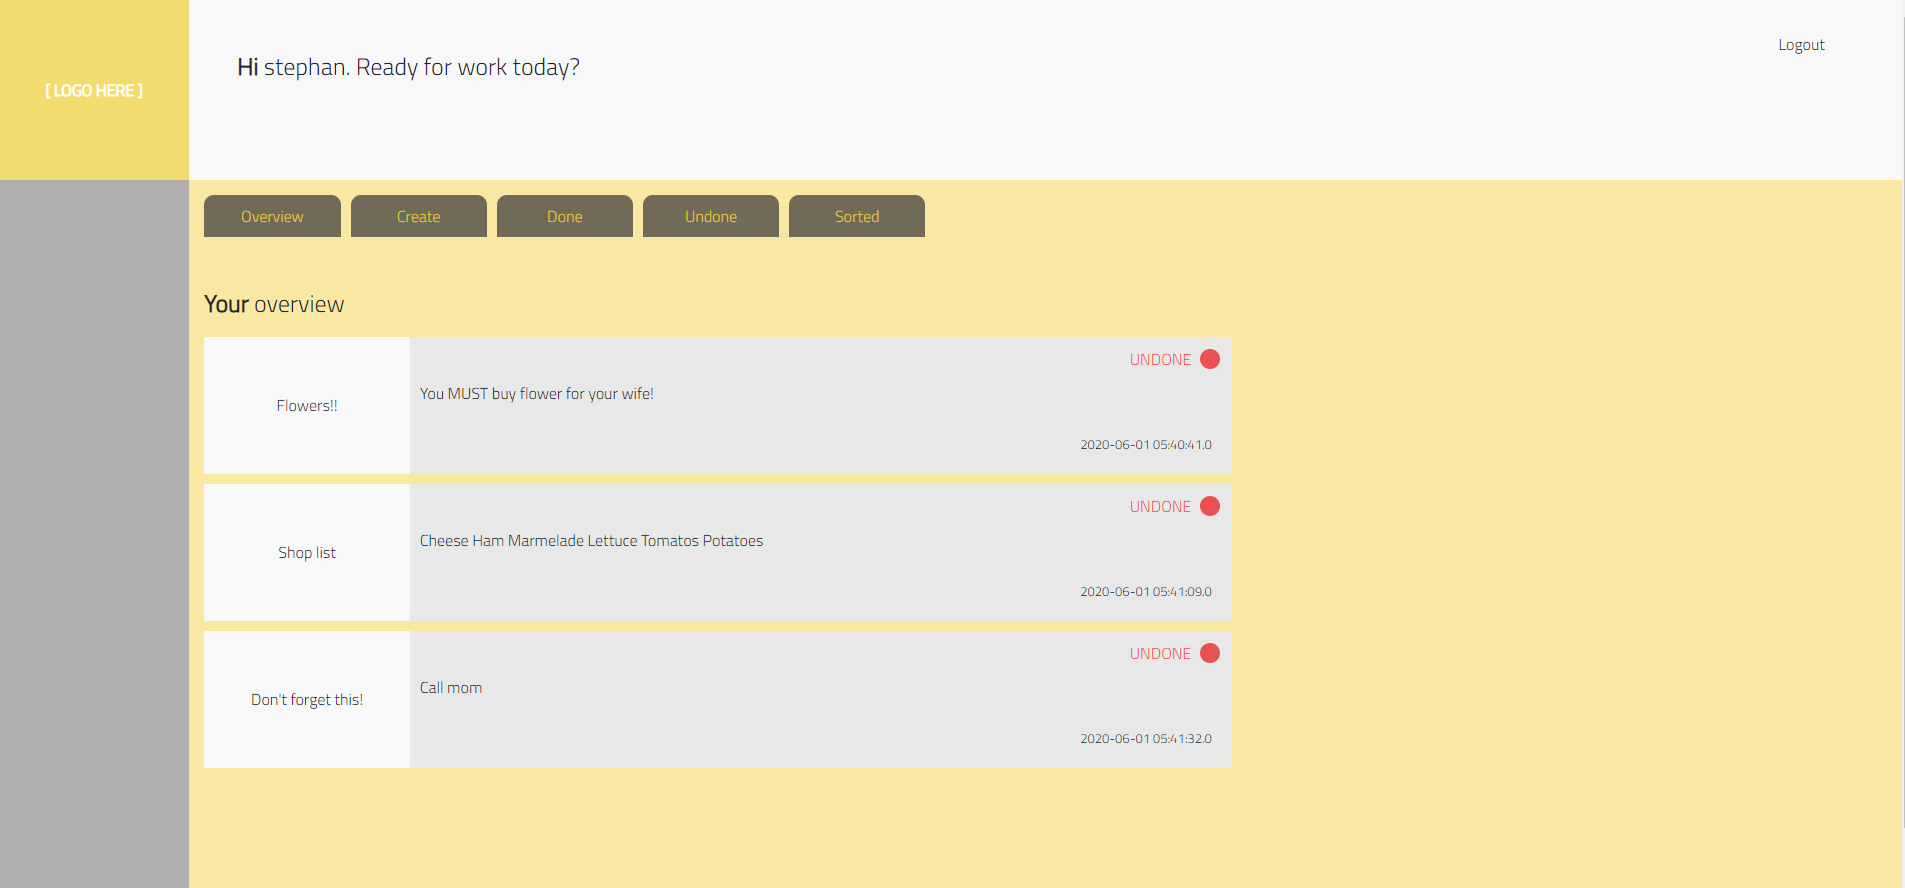 [ LOGO HERE ]
Hi stephan. Ready for work today?
Logout
Overview
Create
Done
Undone
Sorted
Your overview
Flowers!!
UNDONE
You MUST buy flower for your wife!
2020-06-01 05:40:41.0
Shop list
UNDONE
Cheese Ham Marmelade Lettuce Tomatos Potatoes
2020-06-01 05:41:09.0
Don't forget this!
UNDONE
Call mom
2020-06-01 05:41:32.0